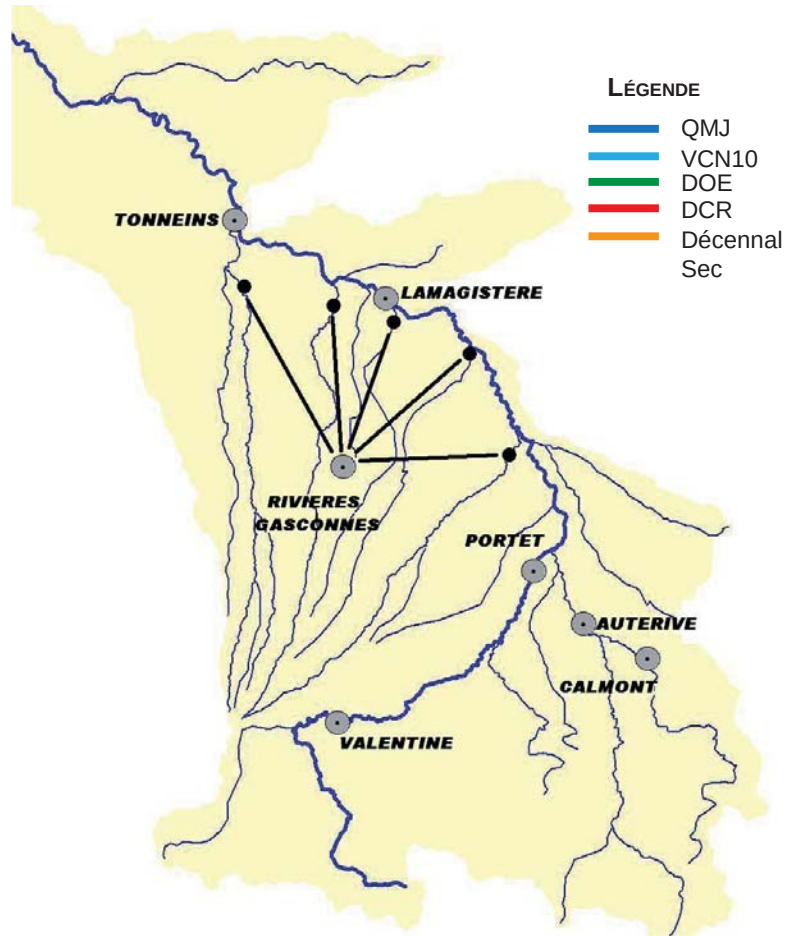 LÉGENDE
QMJ
VCN10
DOE
DCR
Décennal
Sec
TONNEINS
LAMAGISTERE
RIVIERES
GASCONNES
PORTET
AUTERIVE
CALMONT
VALENTINE